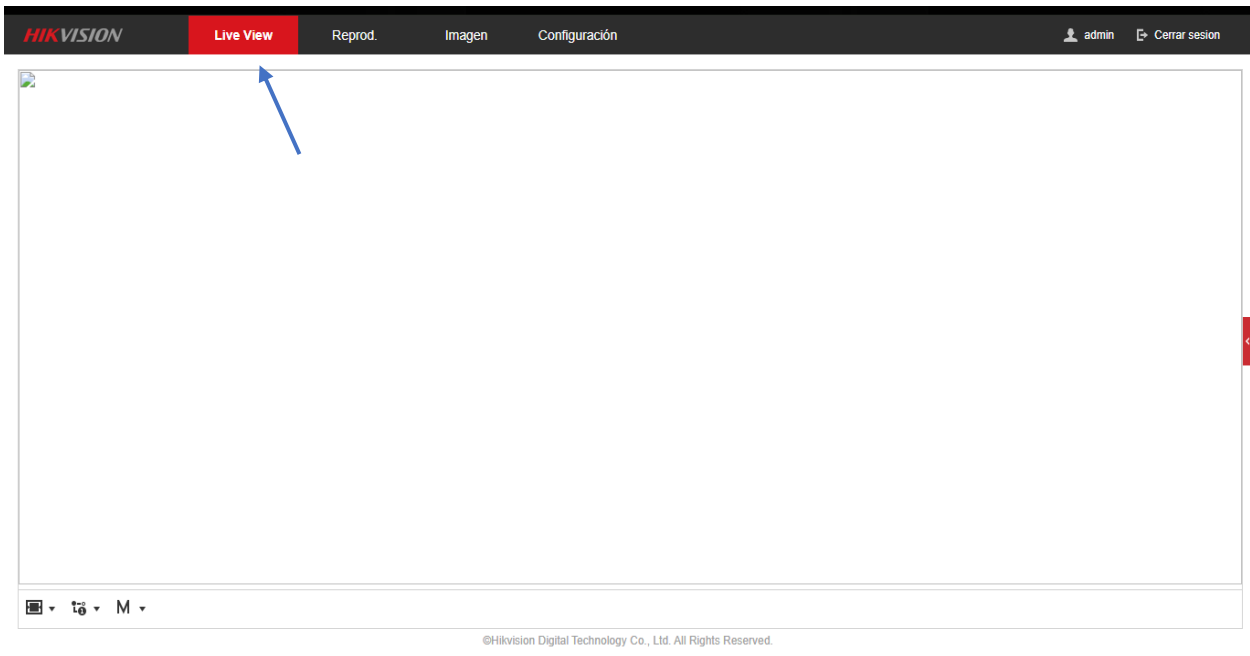 HIKVISION Live View Reprod. Imagen Configuración admin Cerrar sesion
M
©Hikvision Digital Technology Co., Ltd. All Rights Reserved.